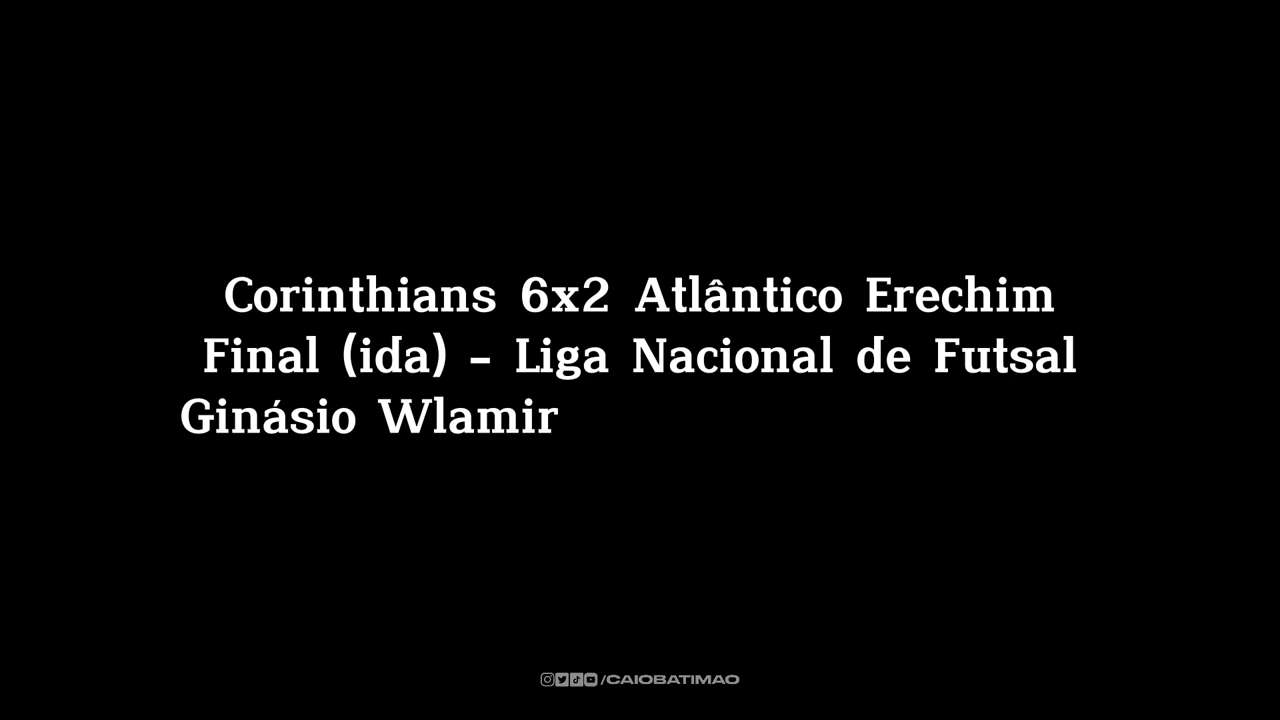 Corinthians 6x2 Atlântico Erechim
Final (ida) - Liga Nacional de Futsal
Ginásio Wlamir
/CAIOBATIMAO